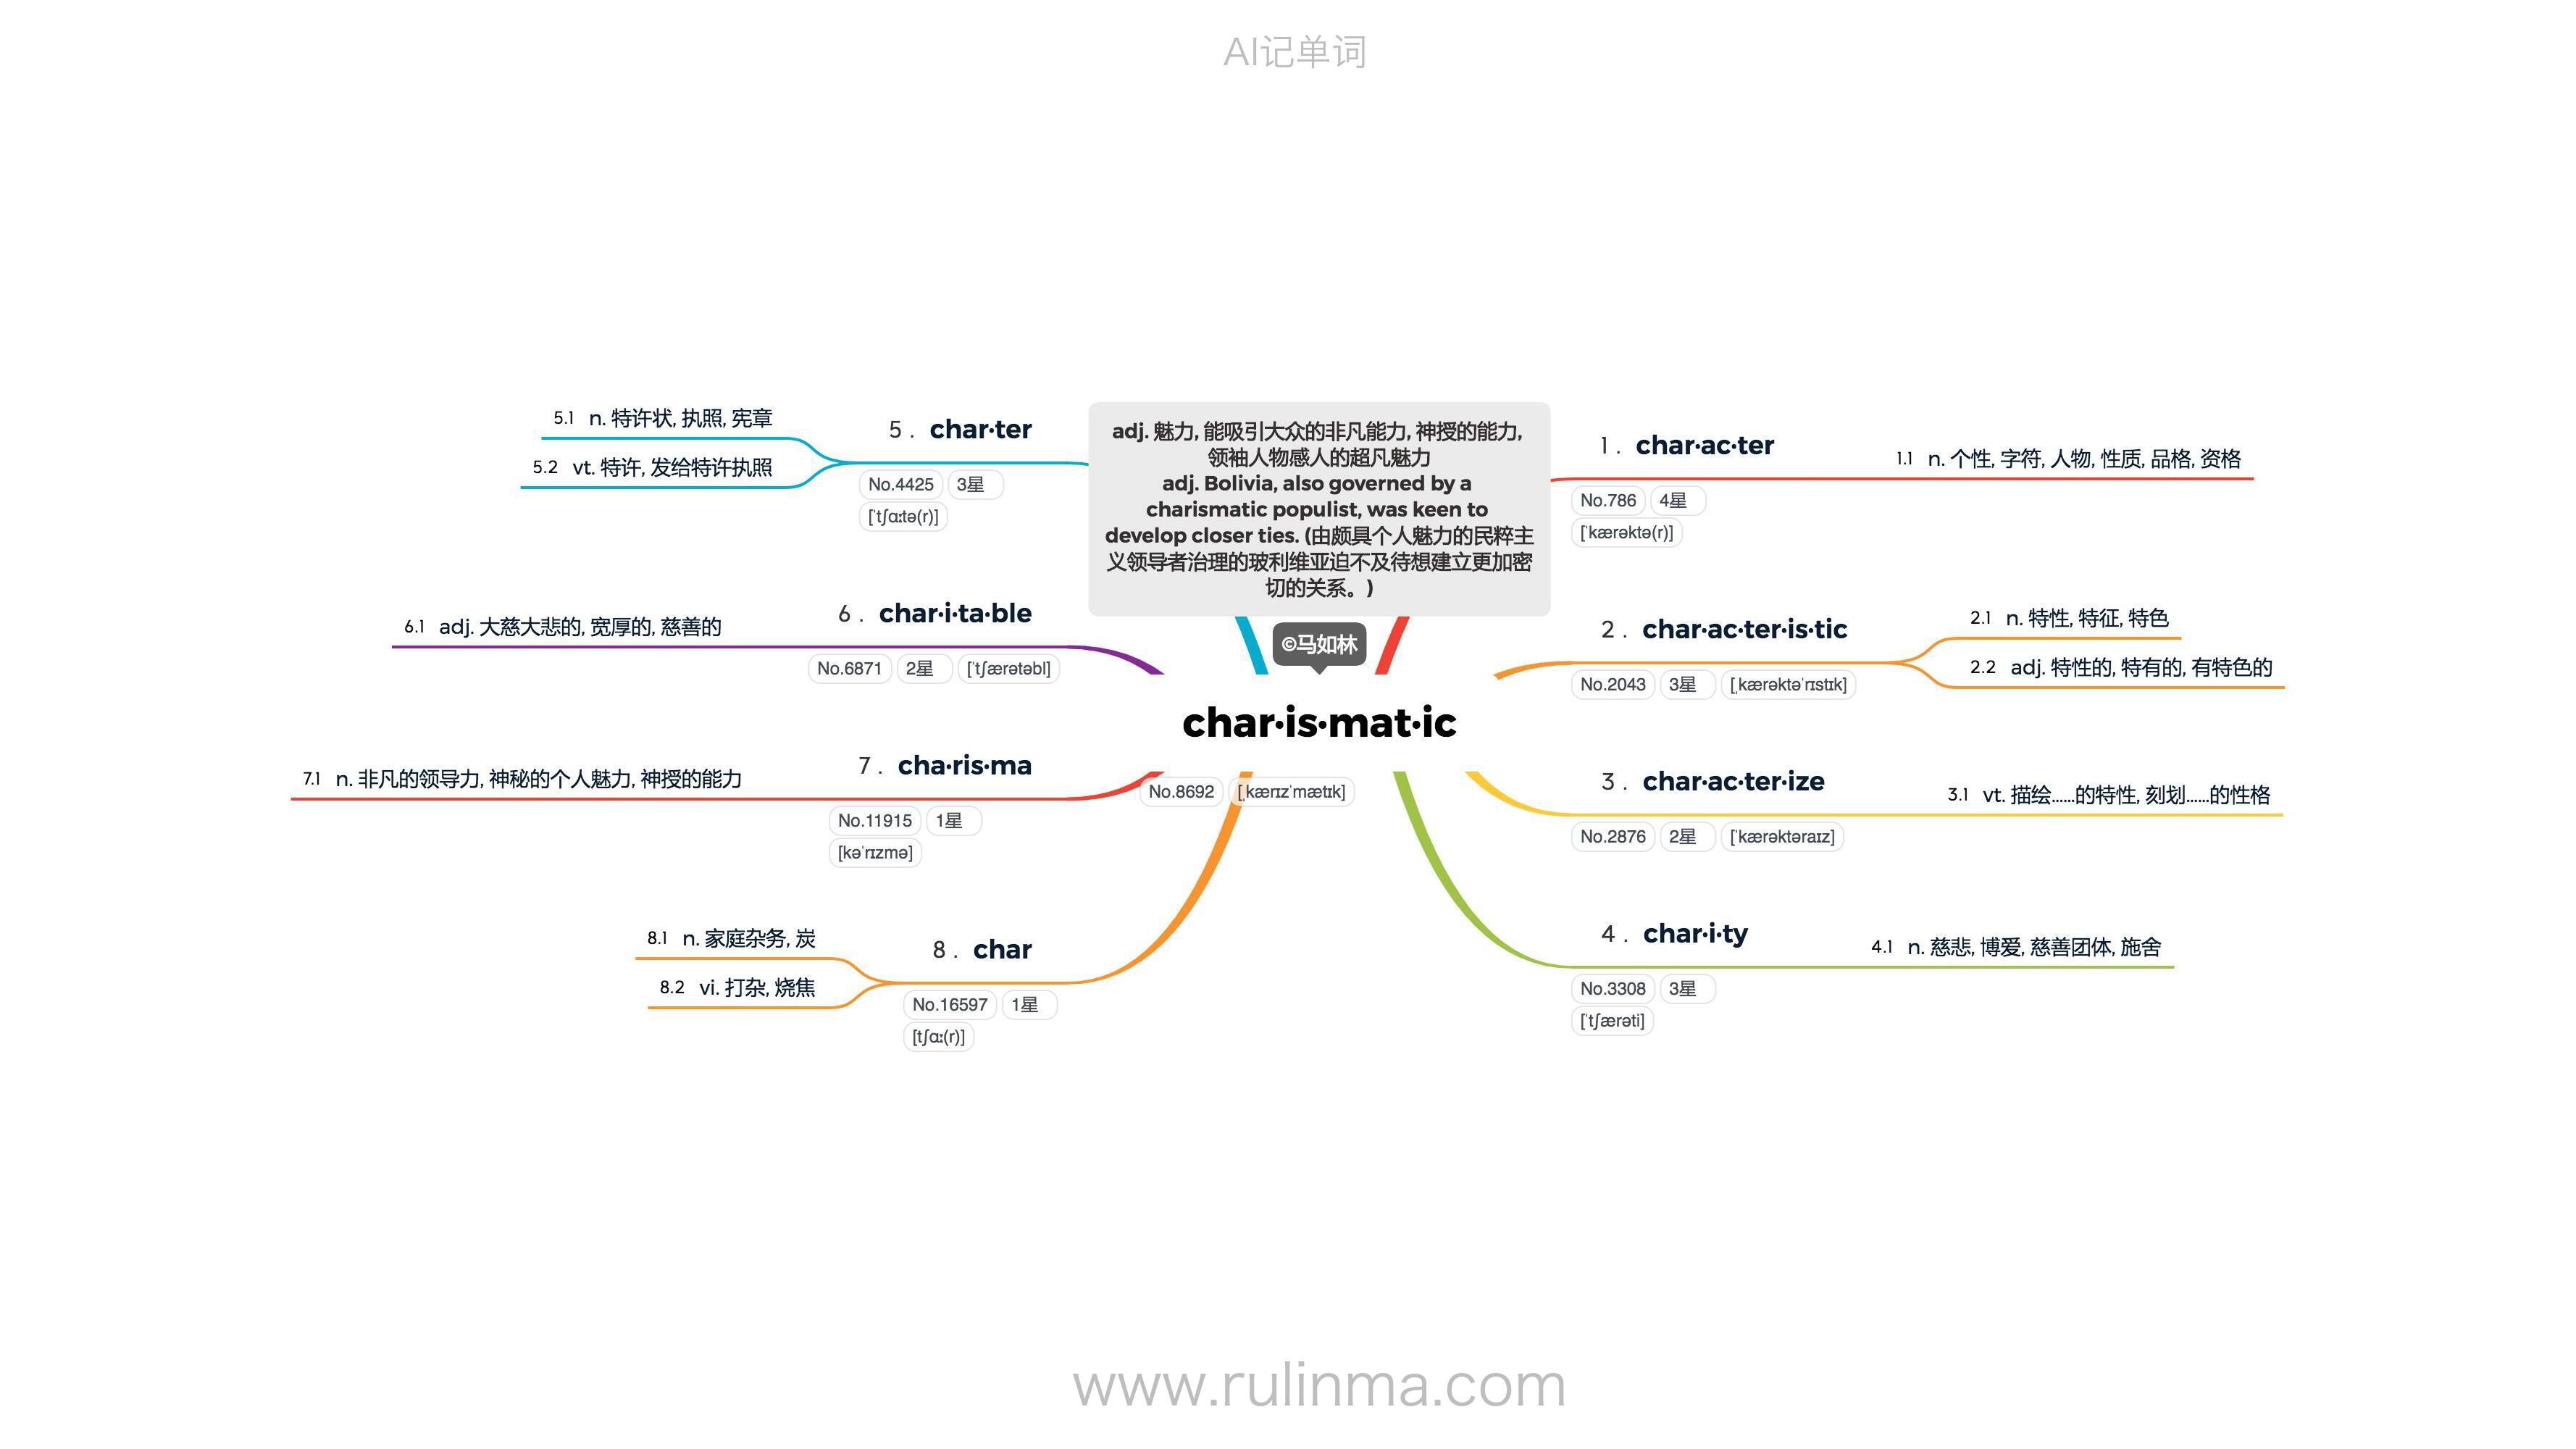 AI记单词
adj. 魅力, 能吸引大众的非凡能力, 神授的能力,
领袖人物感人的超凡魅力
adj. Bolivia, also governed by a
charismatic populist, was keen to
develop closer ties. (由颇具个人魅力的民粹主
义领导者治理的玻利维亚迫不及待想建立更加密
切的关系。)
©马如林
char·is·mat·ic
No.8692 [ˌkærɪzˈmætɪk]
1 . char·ac·ter
No.786 4星
[ˈkærəktə(r)]
1.1 n. 个性, 字符, 人物, 性质, 品格, 资格
2 . char·ac·ter·is·tic
No.2043 3星 [ˌkærəktəˈrɪstɪk]
2.1 n. 特性, 特征, 特色
2.2 adj. 特性的, 特有的, 有特色的
3 . char·ac·ter·ize
No.2876 2星 [ˈkærəktəraɪz]
3.1 vt. 描绘……的特性, 刻划……的性格
4 . char·i·ty
No.3308 3星
[ˈtʃærəti]
4.1 n. 慈悲, 博爱, 慈善团体, 施舍
5 . char·ter
No.4425 3星
[ˈtʃɑːtə(r)]
5.1 n. 特许状, 执照, 宪章
5.2 vt. 特许, 发给特许执照
6 . char·i·ta·ble
No.6871 2星 [ˈtʃærətəbl]
6.1 adj. 大慈大悲的, 宽厚的, 慈善的
7 . cha·ris·ma
No.11915 1星
[kəˈrɪzmə]
7.1 n. 非凡的领导力, 神秘的个人魅力, 神授的能力
8 . char
No.16597 1星
[tʃɑː(r)]
8.1 n. 家庭杂务, 炭
8.2 vi. 打杂, 烧焦
www.rulinma.com